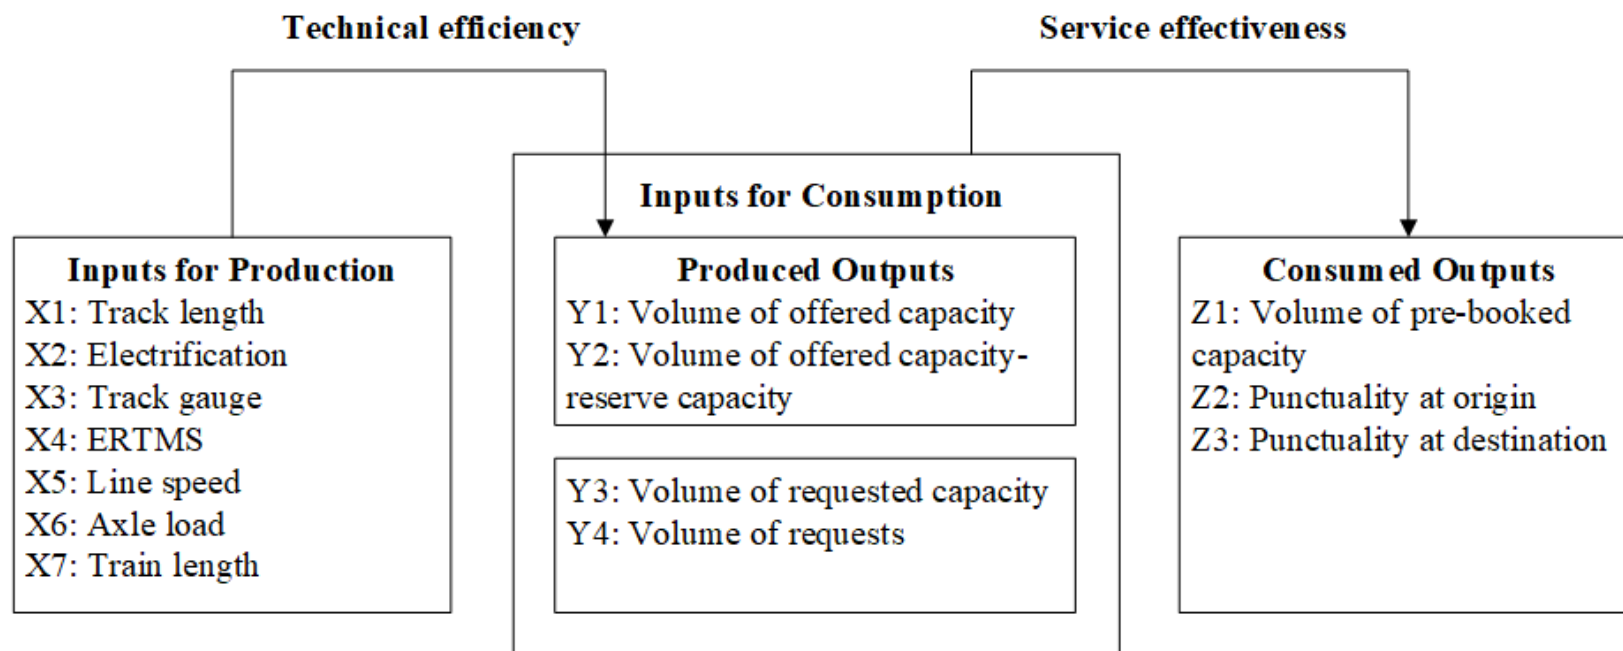 Technical efficiency
Service effectiveness
Inputs for Consumption
Inputs for Production
X1: Track length
X2: Electrification
X3: Track gauge
X4: ERTMS
X5: Line speed
X6: Axle load
X7: Train length
Produced Outputs
Y1: Volume of offered capacity
Y2: Volume of offered capacity-
reserve capacity
Y3: Volume of requested capacity
Y4: Volume of requests
Consumed Outputs
Z1: Volume of pre-booked
capacity
Z2: Punctuality at origin
Z3: Punctuality at destination